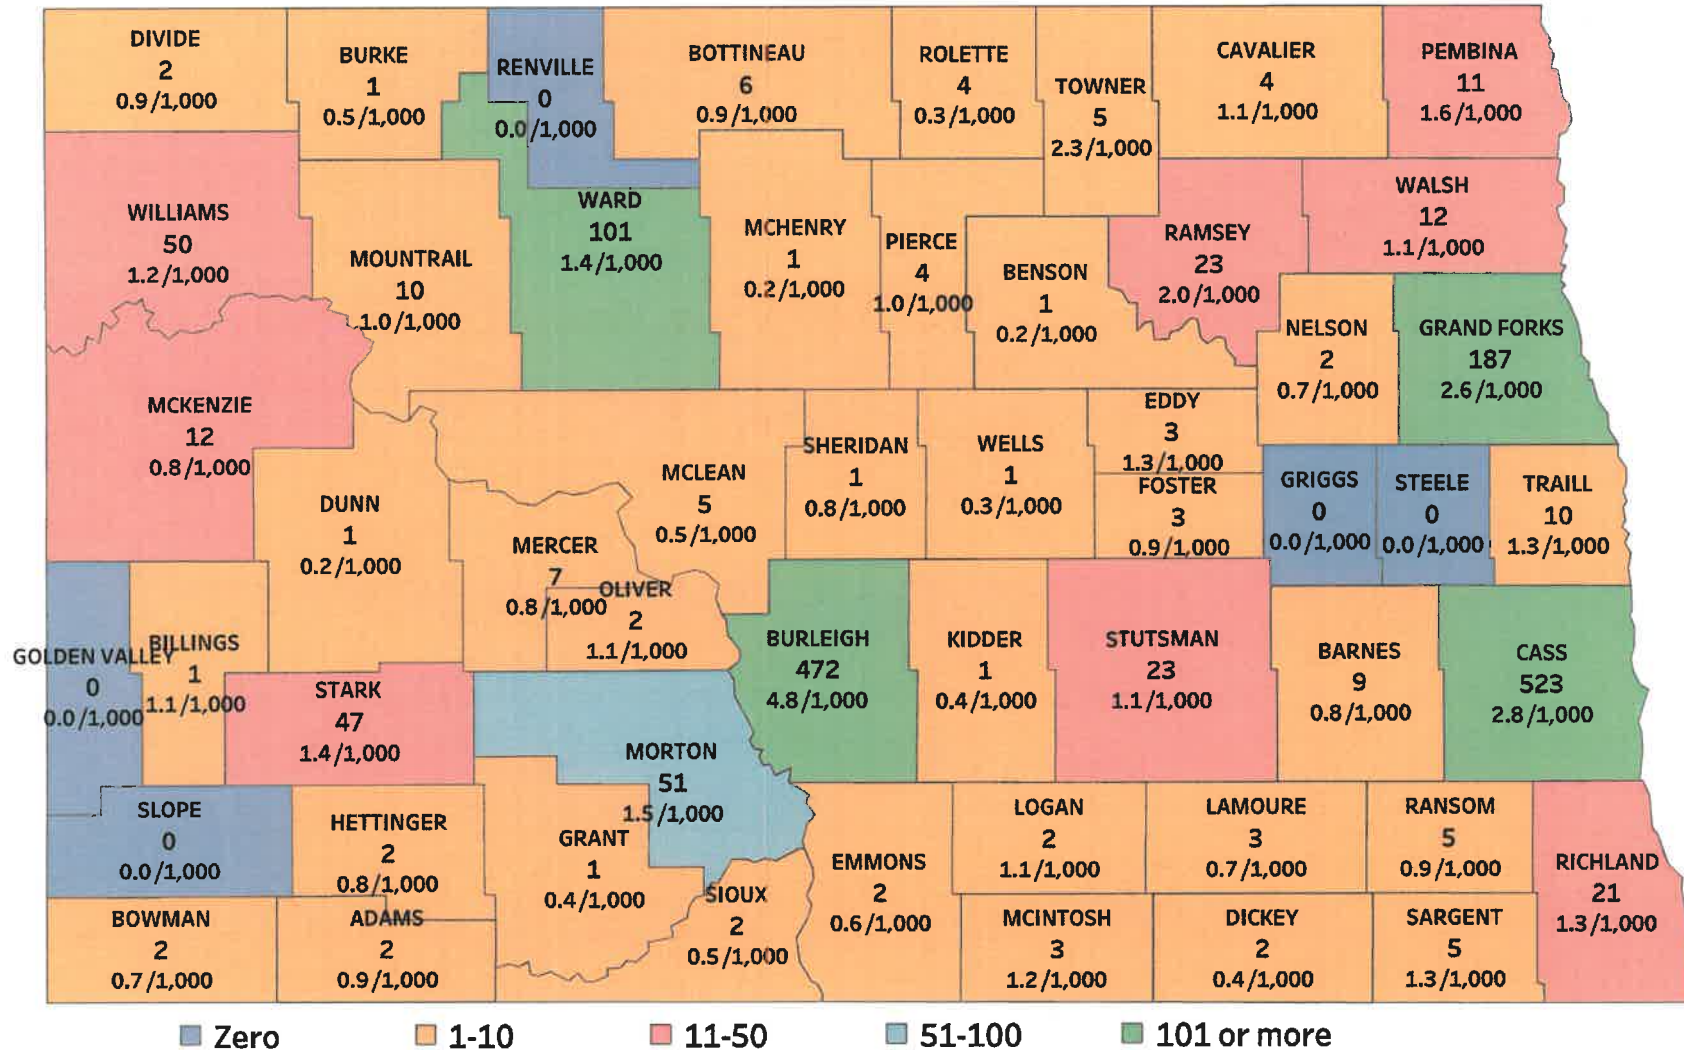 DIVIDE
2
0.9/1,000
BURKE
1
0.5/1,000
RENVILLE
0
0.0/1,000
BOTTINEAU
6
0.9/1,000
ROLETTE
4
0.3/1,000
TOWNER
5
2.3/1,000
CAVALIER
4
1.1/1,000
PEMBINA
11
1.6/1,000
WILLIAMS
50
1.2/1,000
MOUNTRAIL
10
1.0/1,000
WARD
101
1.4/1,000
MCHENRY
1
0.2/1,000
PIERCE
4
1.0/1,000
BENSON
1
0.2/1,000
RAMSEY
23
2.0/1,000
WALSH
12
1.1/1,000
NELSON
2
0.7/1,000
GRAND FORKS
187
2.6/1,000
MCKENZIE
12
0.8/1,000
DUNN
1
0.2/1,000
MERCER
7
0.8/1,000
OLIVER
2
1.1/1,000
MCLEAN
5
0.5/1,000
SHERIDAN
1
0.8/1,000
WELLS
1
0.3/1,000
EDDY
3
1.3/1,000
FOSTER
3
0.9/1,000
GRIGGS
0
0.0/1,000
STEELE
0
0.0/1,000
TRAILL
10
1.3/1,000
GOLDEN VALLEY
0
0.0/1,000
BILLINGS
1
1.1/1,000
STARK
47
1.4/1,000
MORTON
51
1.5/1,000
BURLEIGH
472
4.8/1,000
KIDDER
1
0.4/1,000
STUTSMAN
23
1.1/1,000
BARNES
9
0.8/1,000
CASS
523
2.8/1,000
SLOPE
0
0.0/1,000
HETTINGER
2
0.8/1,000
GRANT
1
0.4/1,000
SIOUX
2
0.5/1,000
EMMONS
2
0.6/1,000
LOGAN
2
1.1/1,000
LAMOURE
3
0.7/1,000
RANSOM
5
0.9/1,000
RICHLAND
21
1.3/1,000
BOWMAN
2
0.7/1,000
ADAMS
2
0.9/1,000
MCINTOSH
3
1.2/1,000
DICKEY
2
0.4/1,000
SARGENT
5
1.3/1,000
Zero
1-10
11-50
51-100
101 or more